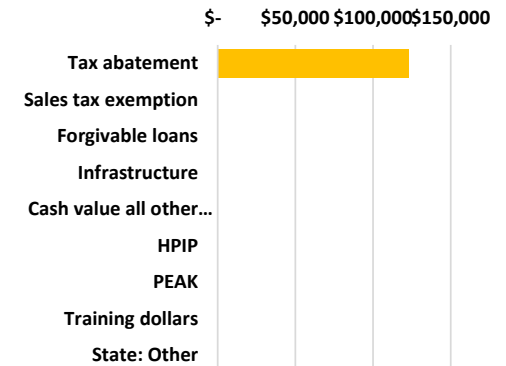 $- $50,000 $100,000 $150,000
Tax abatement
Sales tax exemption
Forgivable loans
Infrastructure
Cash value all other…
HPIP
PEAK
Training dollars
State: Other